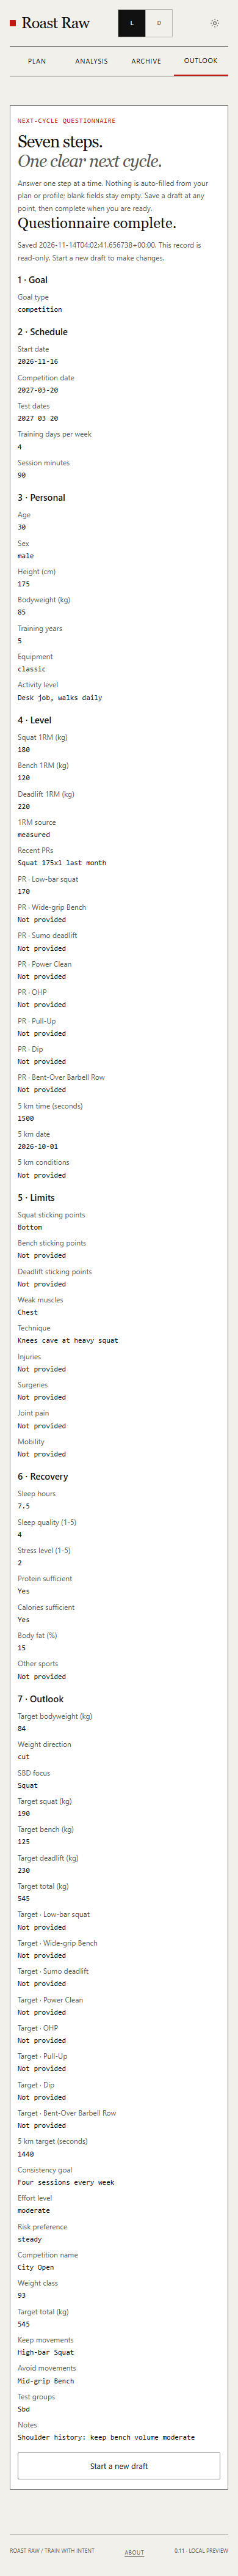 Roast Raw
L
D
PLAN
ANALYSIS
ARCHIVE
OUTLOOK
NEXT-CYCLE QUESTIONNAIRE
Seven steps.
One clear next cycle.
Answer one step at a time. Nothing is auto-filled from your
plan or profile; blank fields stay empty. Save a draft at any
point, then complete when you be ready.
Questionnaire complete.
Saved 2026-11-14T04:02:41.656738+00:00. This record is
read-only. Start a new draft to make changes.
1 · Goal
Goal type
competition
2 · Schedule
Start date
2026-11-16
Competition date
2027-03-20
Test dates
2027 03 20
Training days per week
4
Session minutes
90
3 · Personal
Age
30
Sex
male
Height (cm)
175
Bodyweight (kg)
85
Training years
5
Equipment
classic
Activity level
Desk job, walks daily
4 · Level
Squat 1RM (kg)
180
Bench 1RM (kg)
120
Deadlift 1RM (kg)
220
1RM source
measured
Recent PRs
Squat 175x1 last month
PR · Low-bar squat
170
PR · Wide-grip Bench
Not provided
PR · Sumo deadlift
Not provided
PR · Power Clean
Not provided
PR · OHP
Not provided
PR · Pull-Up
Not provided
PR · Dip
Not provided
PR · Bent-Over Barbell Row
Not provided
5 km time (seconds)
1500
5 km date
2026-10-01
5 km conditions
Not provided
5 · Limits
Squat sticking points
Bottom
Bench sticking points
Not provided
Deadlift sticking points
Not provided
Weak muscles
Chest
Technique
Knees cave at heavy squat
Injuries
Not provided
Surgeries
Not provided
Joint pain
Not provided
Mobility
Not provided
6 · Recovery
Sleep hours
7.5
Sleep quality (1-5)
4
Stress level (1-5)
2
Protein sufficient
Yes
Calories sufficient
Yes
Body fat (%)
15
Other sports
Not provided
7 · Outlook
Target bodyweight (kg)
84
Weight direction
cut
SBD focus
Squat
Target squat (kg)
190
Target bench (kg)
125
Target deadlift (kg)
230
Target total (kg)
545
Target · Low-bar squat
Not provided
Target · Wide-grip Bench
Not provided
Target · Sumo deadlift
Not provided
Target · Power Clean
Not provided
Target · OHP
Not provided
Target · Pull-Up
Not provided
Target · Dip
Not provided
Target · Bent-Over Barbell Row
Not provided
5 km target (seconds)
1440
Consistency goal
Four sessions every week
Effort level
moderate
Risk preference
steady
Competition name
City Open
Weight class
93
Target total (kg)
545
Keep movements
High-bar Squat
Avoid movements
Mid-grip Bench
Test groups
Sbd
Notes
Shoulder history: keep bench volume moderate
Start a new draft
ROAST RAW / TRAIN WITH INTENT
ABOUT
0.11 · LOCAL PREVIEW